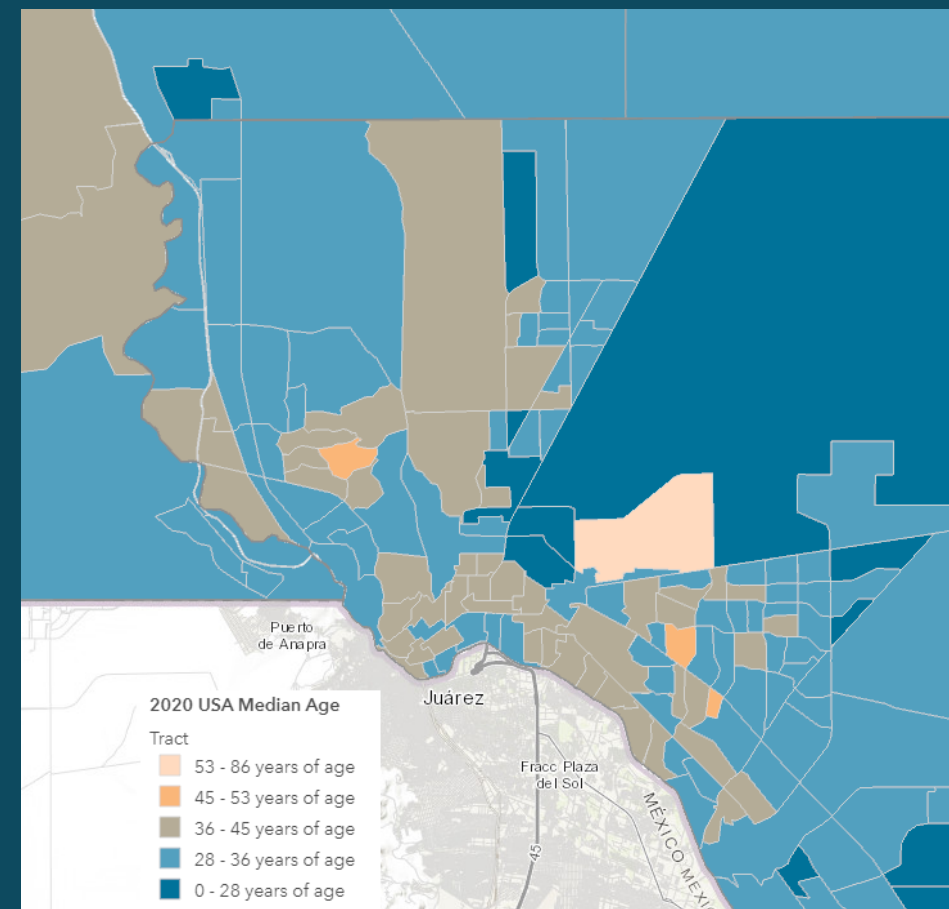 Puerto
de Anapra
Juárez
2020 USA Median Age
Tract
53 - 86 years of age
45 - 53 years of age
36 - 45 years of age
28 - 36 years of age
0 - 28 years of age
Fracc Plaza
del Sol
45
MÉXICO